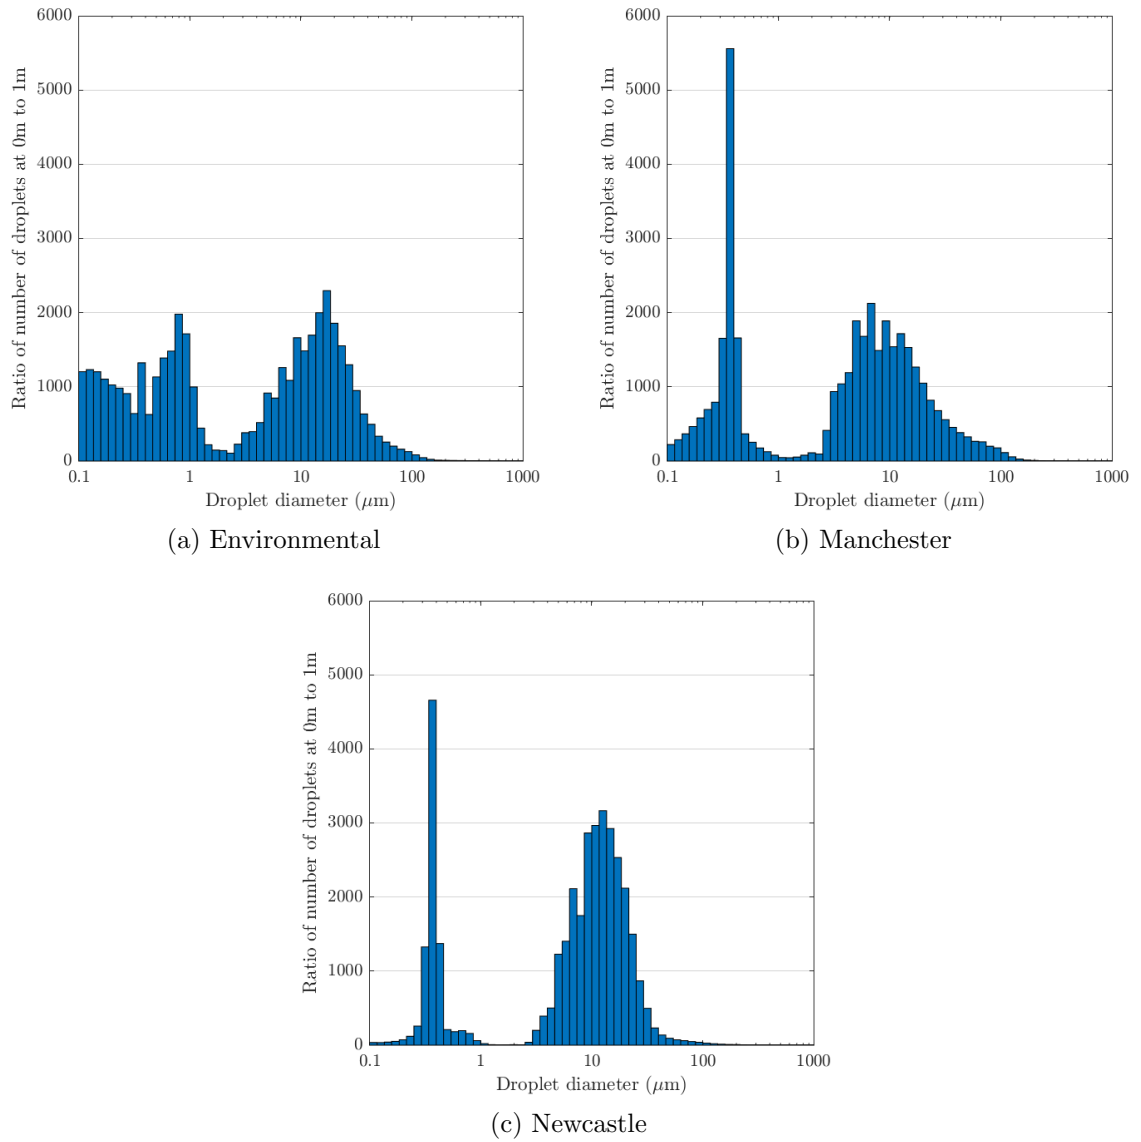 6000
5000
4000
3000
2000
1000
0
Ratio of number of droplets at 0m to 1m
0.1 1 10 100 1000
Droplet diameter (μm)
(a) Environmental
6000
5000
4000
3000
2000
1000
0
Ratio of number of droplets at 0m to 1m
0.1 1 10 100 1000
Droplet diameter (μm)
(b) Manchester
6000
5000
4000
3000
2000
1000
0
Ratio of number of droplets at 0m to 1m
0.1 1 10 100 1000
Droplet diameter (μm)
(c) Newcastle